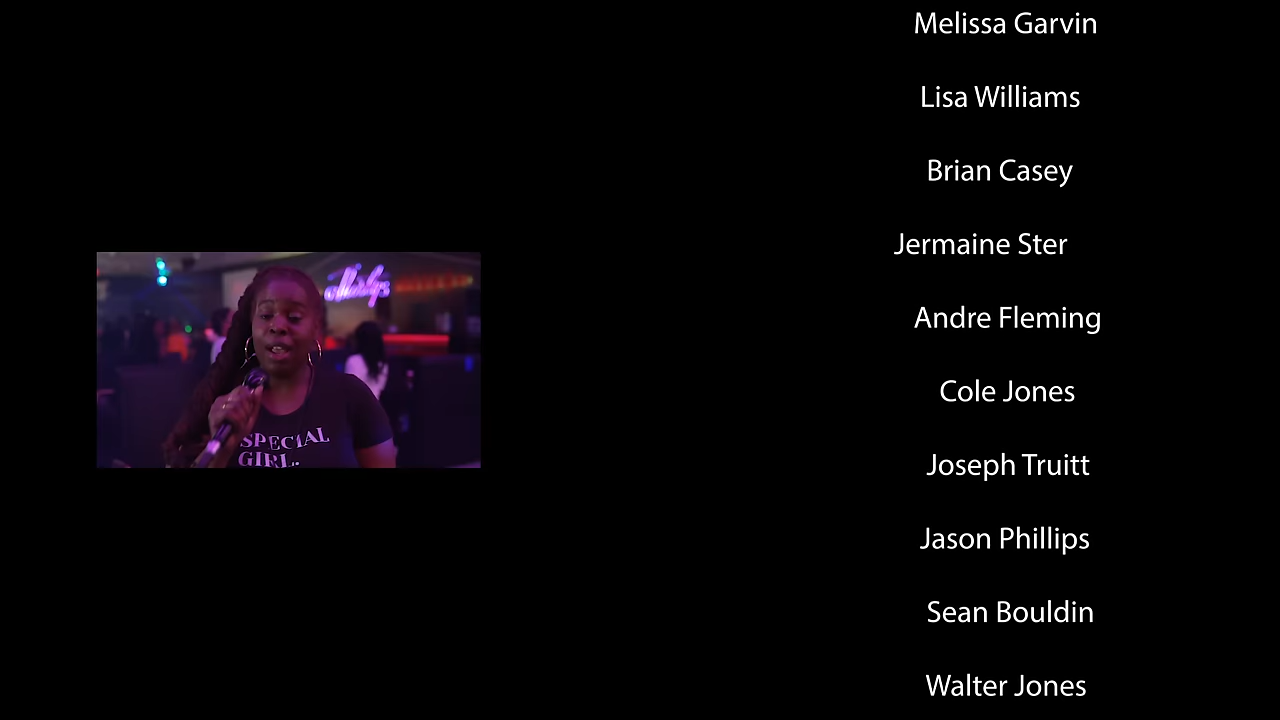 Melissa Garvin
Lisa Williams
Brian Casey
Jermaine Ster
Andre Fleming
Cole Jones
Joseph Truitt
Jason Phillips
Sean Bouldin
Walter Jones
SPECIAL
GIRL.